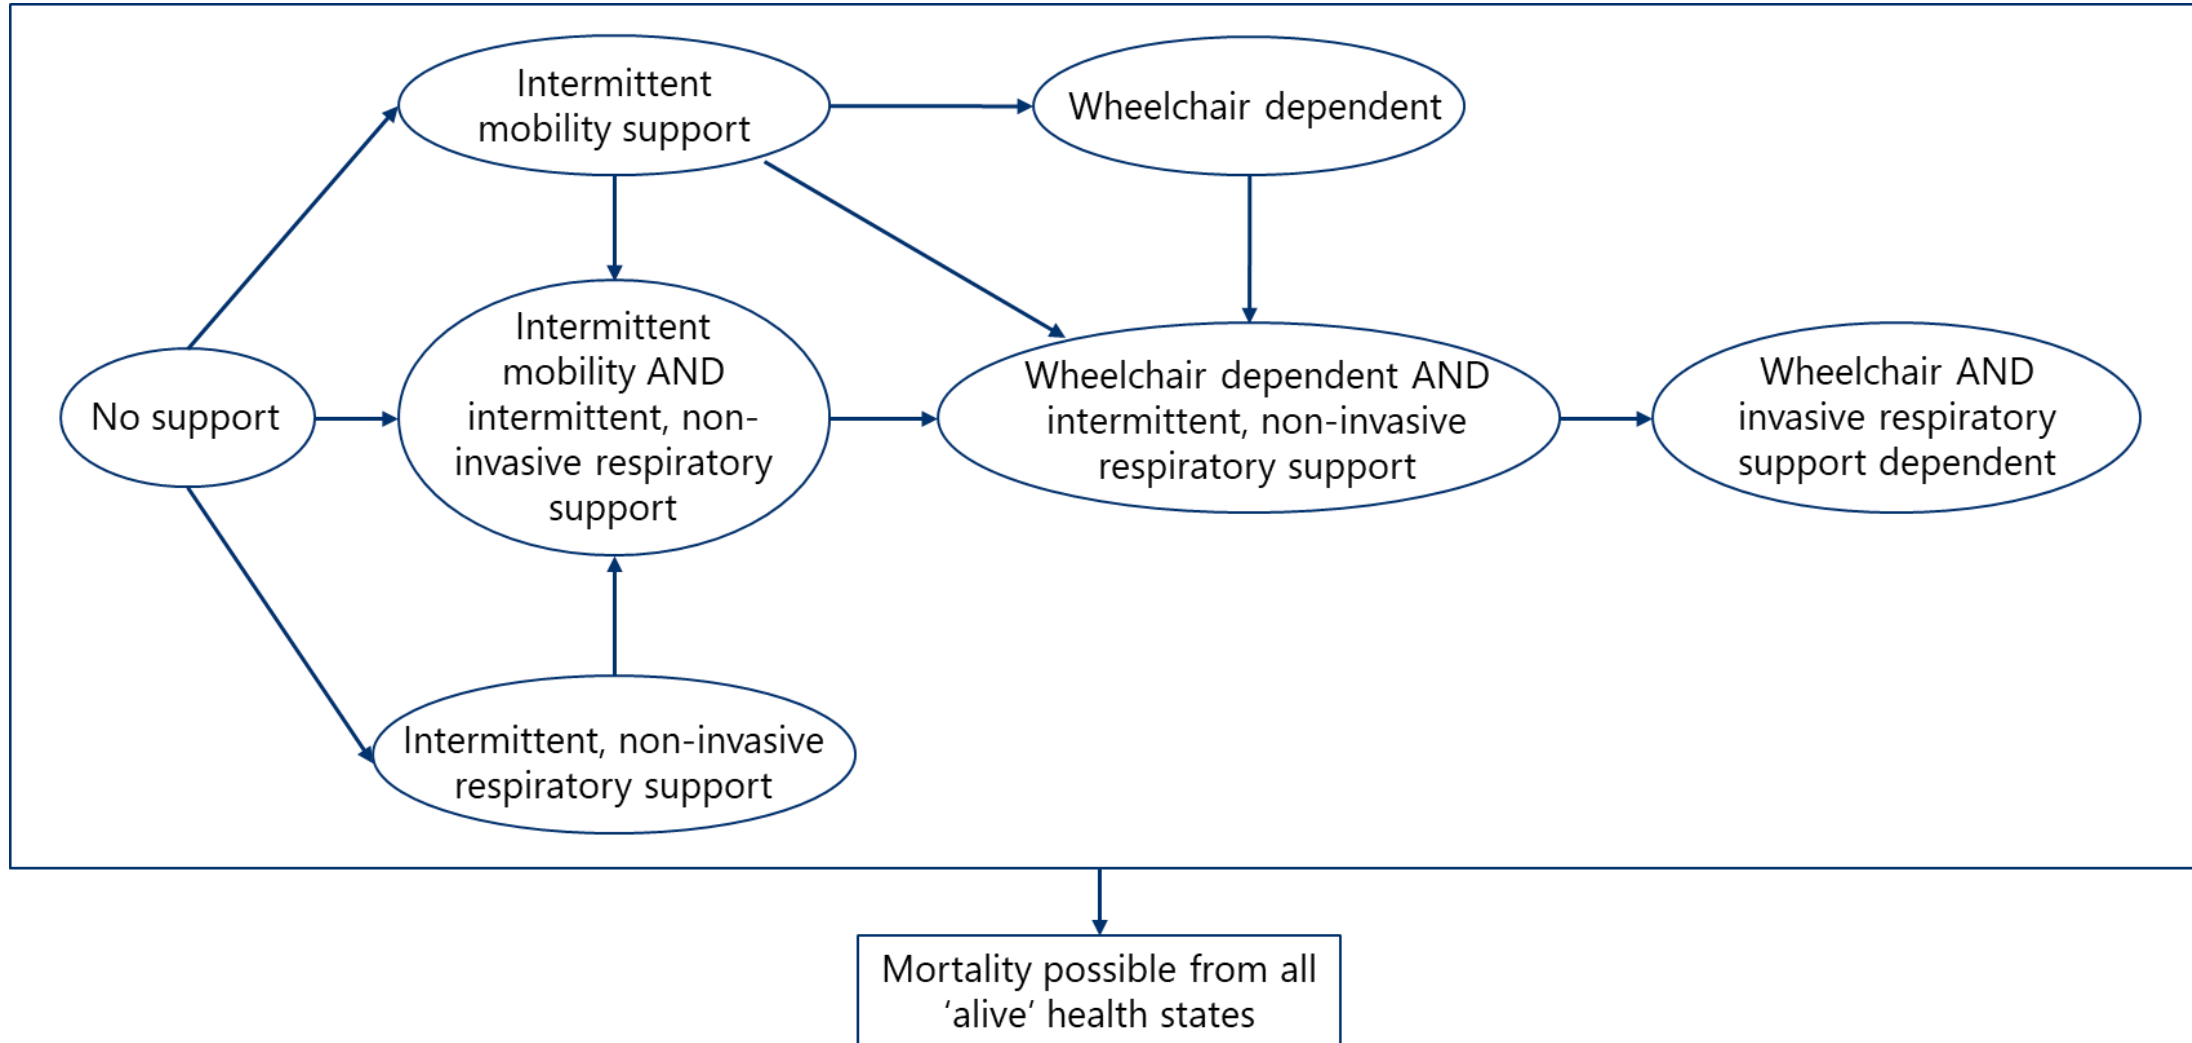 Intermittent
mobility support
Wheelchair dependent
No support
Intermittent
mobility AND
intermittent, non-
invasive respiratory
support
Wheelchair dependent AND
intermittent, non-invasive
respiratory support
Wheelchair AND
invasive respiratory
support dependent
Intermittent, non-invasive
respiratory support
Mortality possible from all
‘alive‘ health states